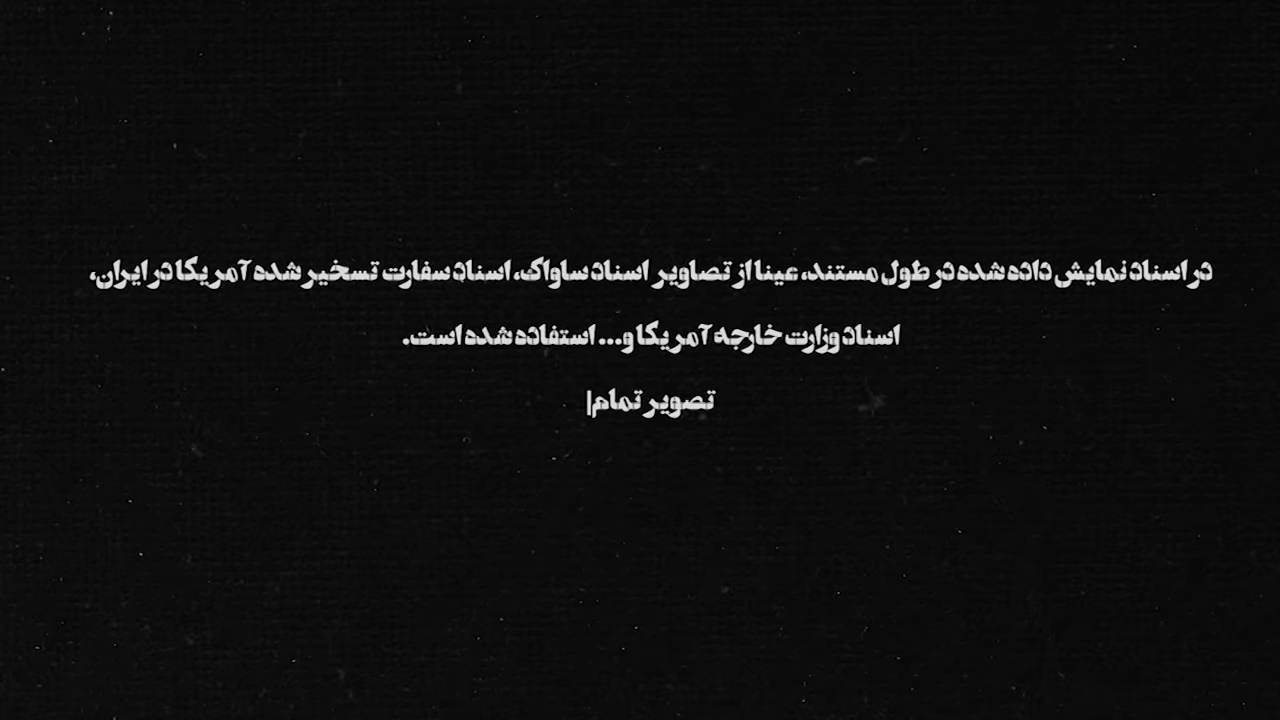 در اسناد نمایش داده شده در طول مستند، عینا از تصاویر اسناد ساواک، اسناد سفارت تسخیر شده آمریکا در ایران،
اسناد وزارت خارجه آمریکا و... استفاده شده است.
تصویر تمام|